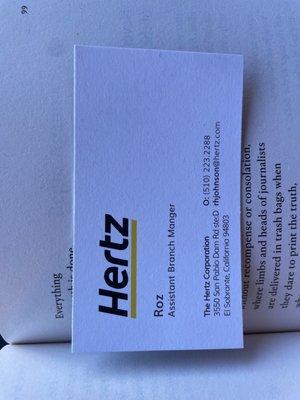 66
Everything
Hertz
Roz
Assistant Branch Manger
The Hertz Corporation
3550 San Pablo Dam Rd ste:D
El Sobrante, California 94803
O: (510) 223.2288
rhjohnson@hertz.com
without recompense or consolation,
where limbs and heads of journalists
are delivered in trash bags when
they dare to print the truth.